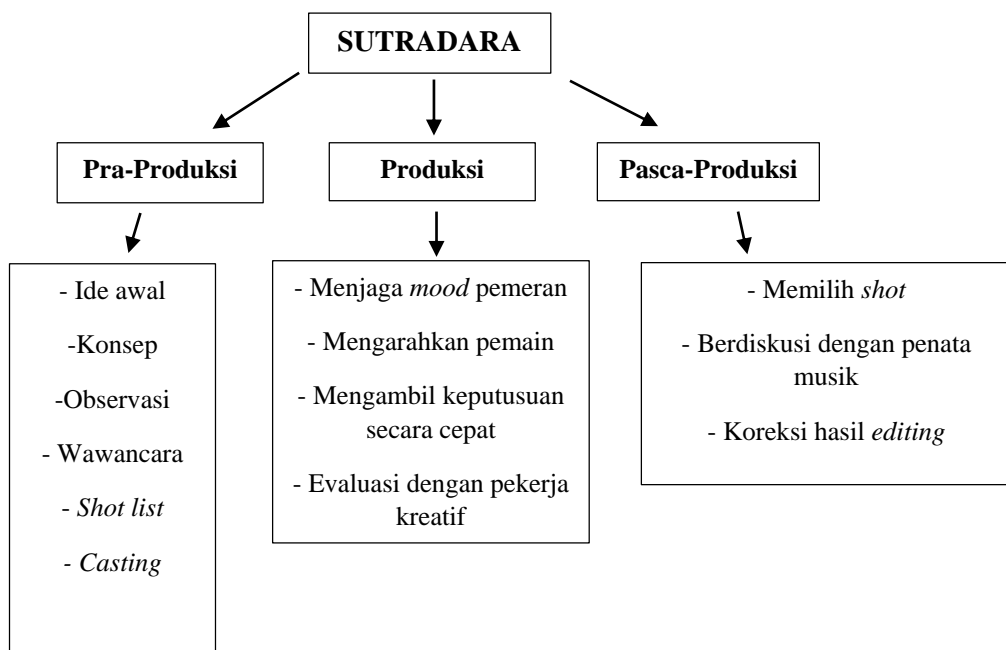 SUTRADARA
Pra-Produksi
Produksi
Pasca-Produksi
- Ide awal
-Konsep
-Observasi
- Wawancara
- Shot list
- Casting
- Menjaga mood pemeran
- Mengarahkan pemain
- Mengambil keputusuan
secara cepat
- Evaluasi dengan pekerja
kreatif
- Memilih shot
- Berdiskusi dengan penata
musik
- Koreksi hasil editing